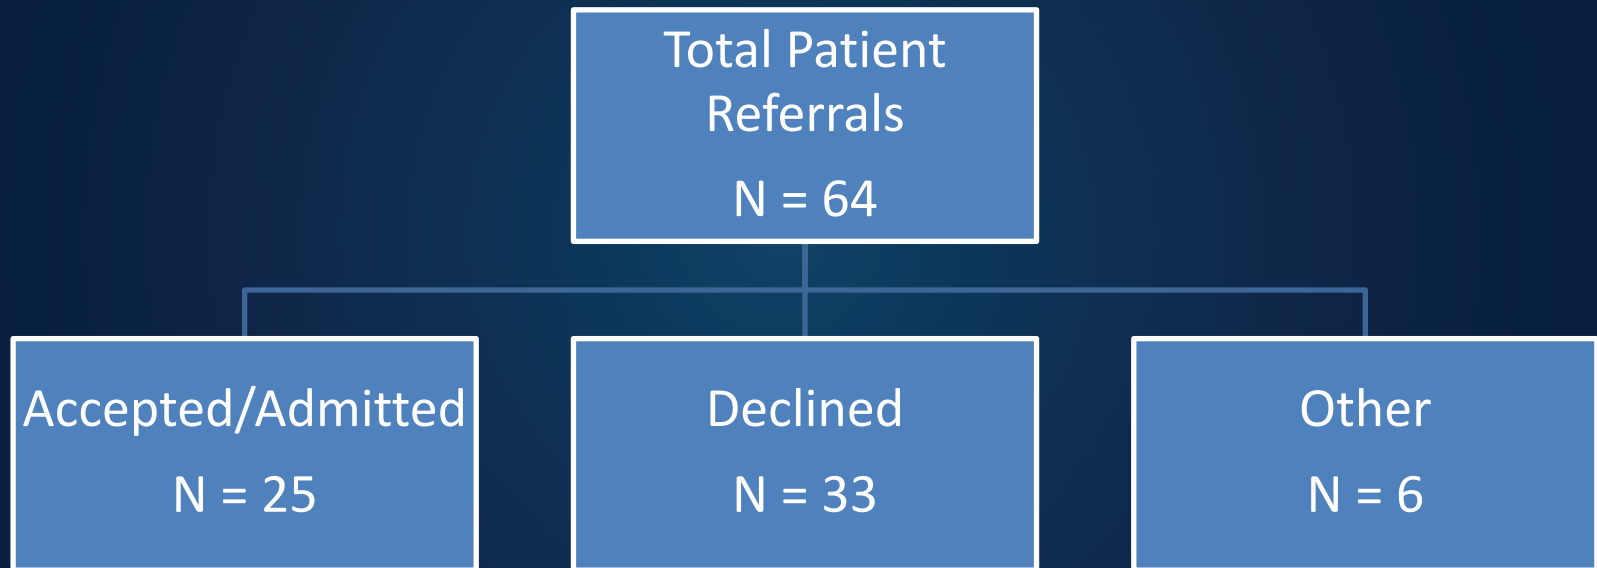 Total Patient
Referrals
N = 64
Accepted/Admitted
N = 25
Declined
N = 33
Other
N = 6